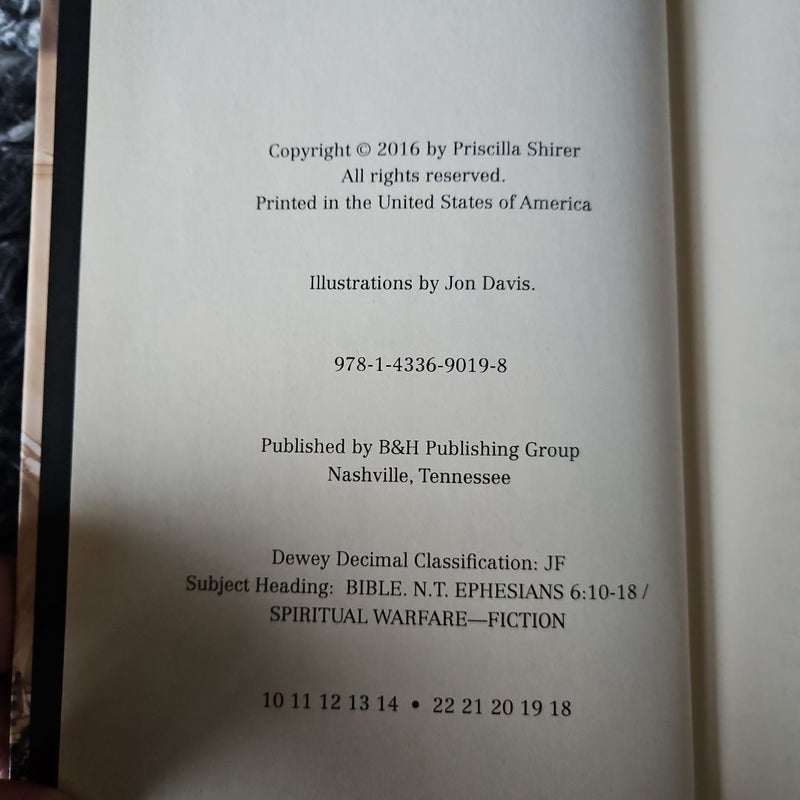 Copyright © 2016 by Priscilla Shirer
All rights reserved.
Printed in the United States of America
Illustrations by Jon Davis.
978-1-4336-9019-8
Published by B&H Publishing Group
Nashville, Tennessee
Dewey Decimal Classification: JF
Subject Heading: BIBLE. N.T. EPHESIANS 6:10-18 /
SPIRITUAL WARFARE—FICTION
10 11 12 13 14 • 22 21 20 19 18